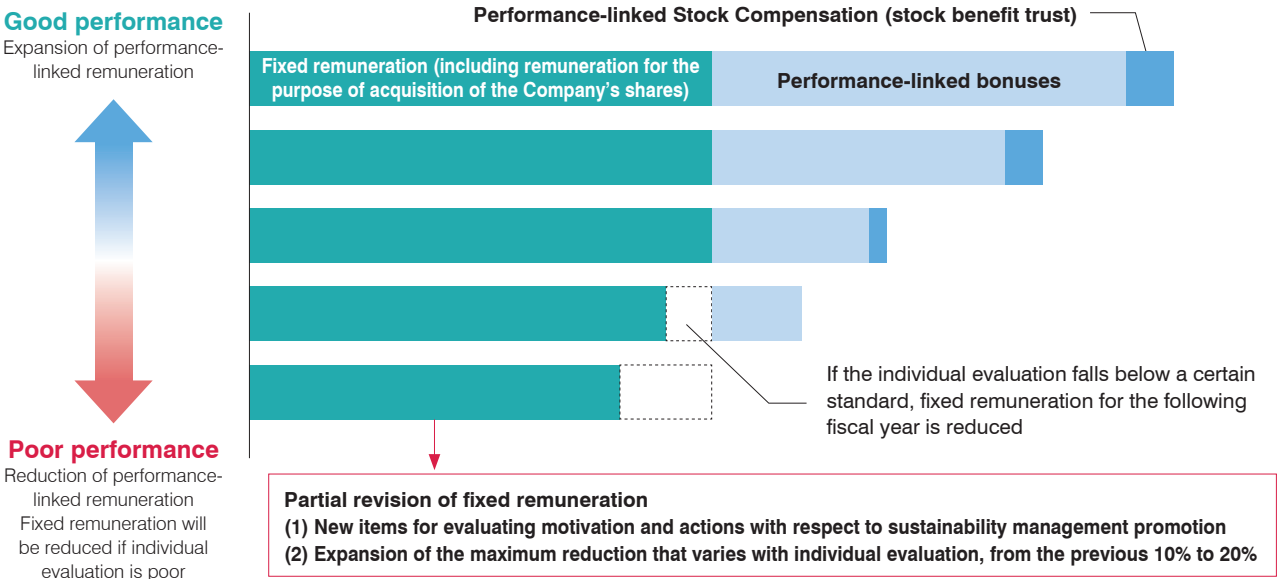 Good performance
Expansion of performance-
linked remuneration
Performance-linked Stock Compensation (stock benefit trust)
Fixed remuneration (including remuneration for the
purpose of acquisition of the Company’s shares)
Performance-linked bonuses
If the individual evaluation falls below a certain
standard, fixed remuneration for the following
fiscal year is reduced
Poor performance
Reduction of performance-
linked remuneration
Fixed remuneration will
be reduced if individual
evaluation is poor
Partial revision of fixed remuneration
(1) New items for evaluating motivation and actions with respect to sustainability management promotion
(2) Expansion of the maximum reduction that varies with individual evaluation, from the previous 10% to 20%